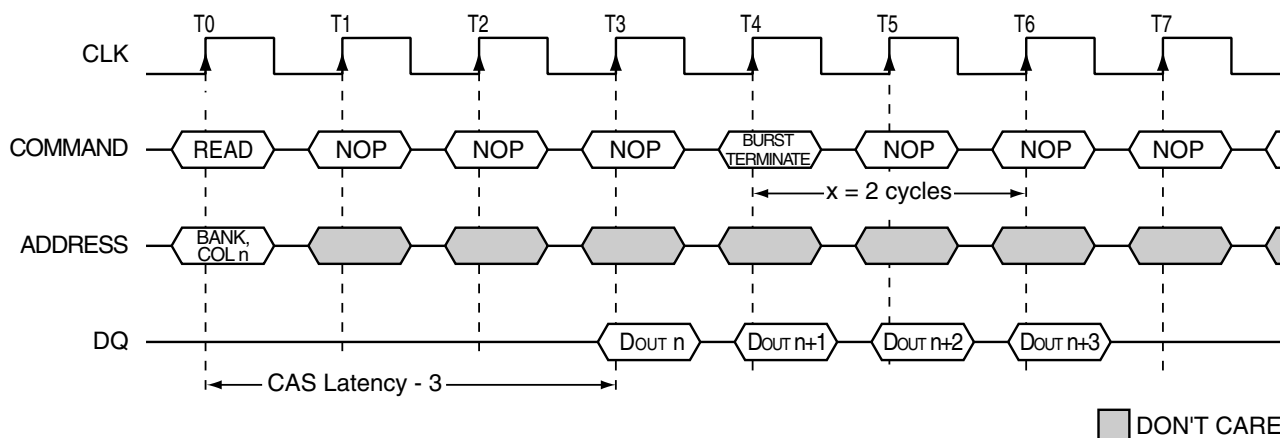 T0 T1 T2 T3 T4 T5 T6 T7
CLK
COMMAND READ NOP NOP NOP BURST TERMINATE NOP NOP NOP
x = 2 cycles
ADDRESS BANK, COL n
DQ DOUT n DOUT n+1 DOUT n+2 DOUT n+3
CAS Latency - 3
DON'T CARE